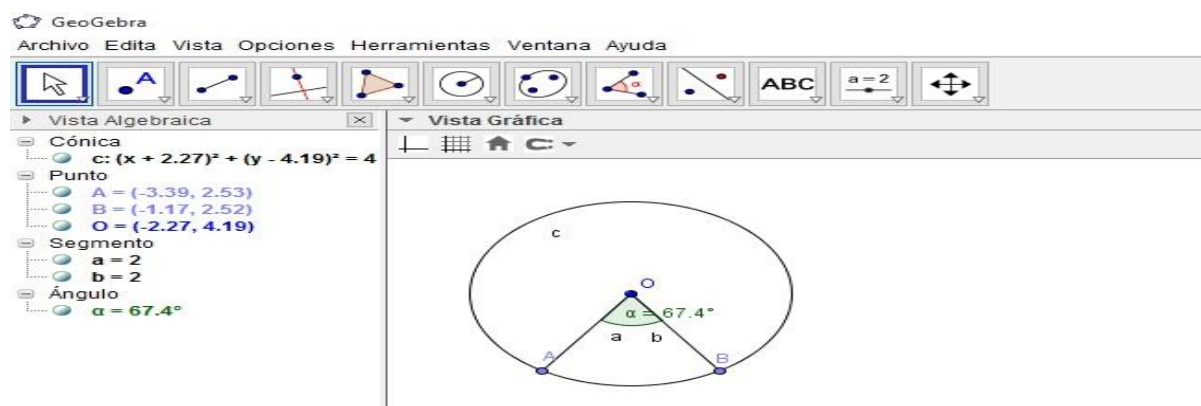 GeoGebra
Archivo Edita Vista Opciones Herramientas Ventana Ayuda
A α ABC a = 2
Vista Algebraica
Cónica
c: (x + 2.27)² + (y - 4.19)² = 4
Punto
A = (-3.39, 2.53)
B = (-1.17, 2.52)
O = (-2.27, 4.19)
Segmento
a = 2
b = 2
Ángulo
α = 67.4°
Vista Gráfica
c
O
α = 67.4°
a b
A B